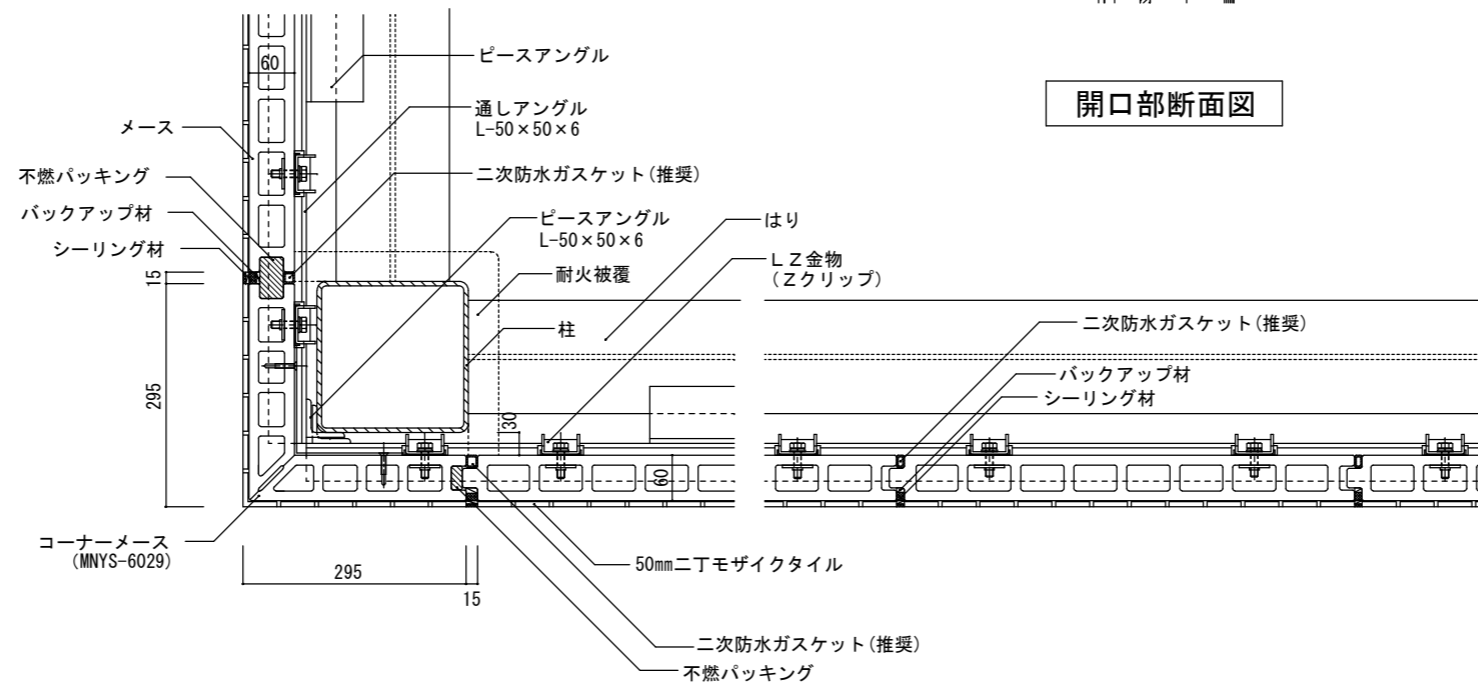 開口部断面図
60
ピースアングル
通しアングル
L-50×50×6
メース
不燃パッキング
二次防水ガスケット(推奨)
バックアップ材
シーリング材
ピースアングル
L-50×50×6
はり
LZ金物
(Zクリップ)
耐火被覆
柱
15
295
30
60
二次防水ガスケット(推奨)
バックアップ材
シーリング材
コーナーメース
(MNYS-6029)
295
15
50mm二丁モザイクタイル
二次防水ガスケット(推奨)
不燃パッキング